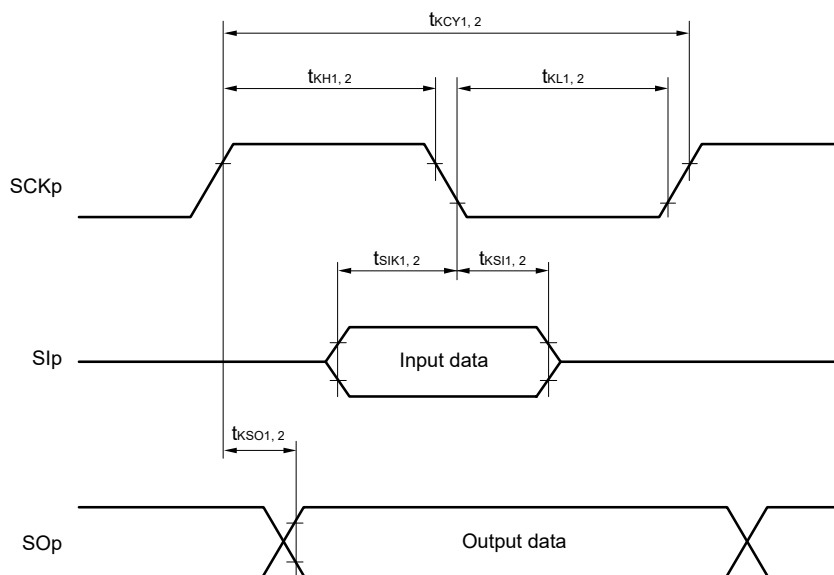 tKCY1, 2
tKH1, 2
tKL1, 2
SCKp
tSIK1, 2
tKSI1, 2
SIp
Input data
tKSO1, 2
SOp
Output data